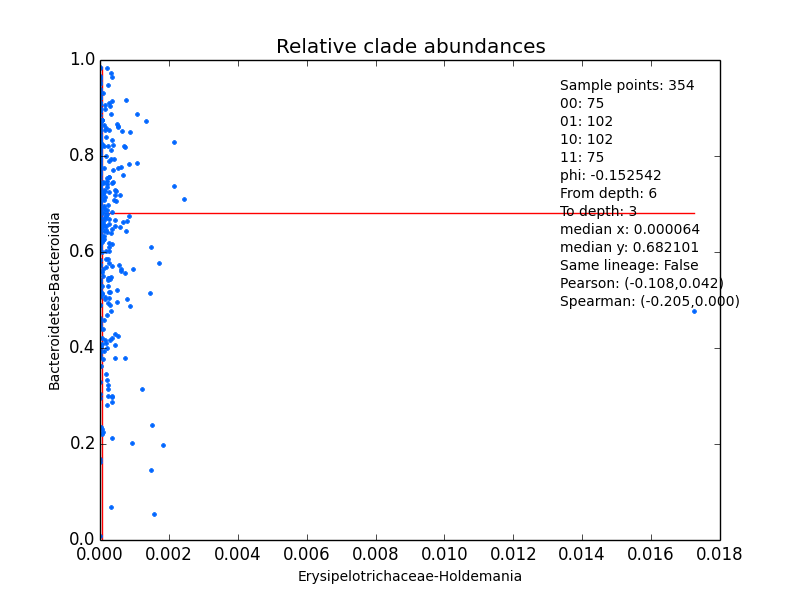 Relative clade abundances
Sample points: 354
00: 75
01: 102
10: 102
11: 75
phi: -0.152542
From depth: 6
To depth: 3
median x: 0.000064
median y: 0.682101
Same lineage: False
Pearson: (-0.108,0.042)
Spearman: (-0.205,0.000)
Bacteroidetes-Bacteroidia
1.0
0.8
0.6
0.4
0.2
0.0
0.000 0.002 0.004 0.006 0.008 0.010 0.012 0.014 0.016 0.018
Erysipelotrichaceae-Holdemania